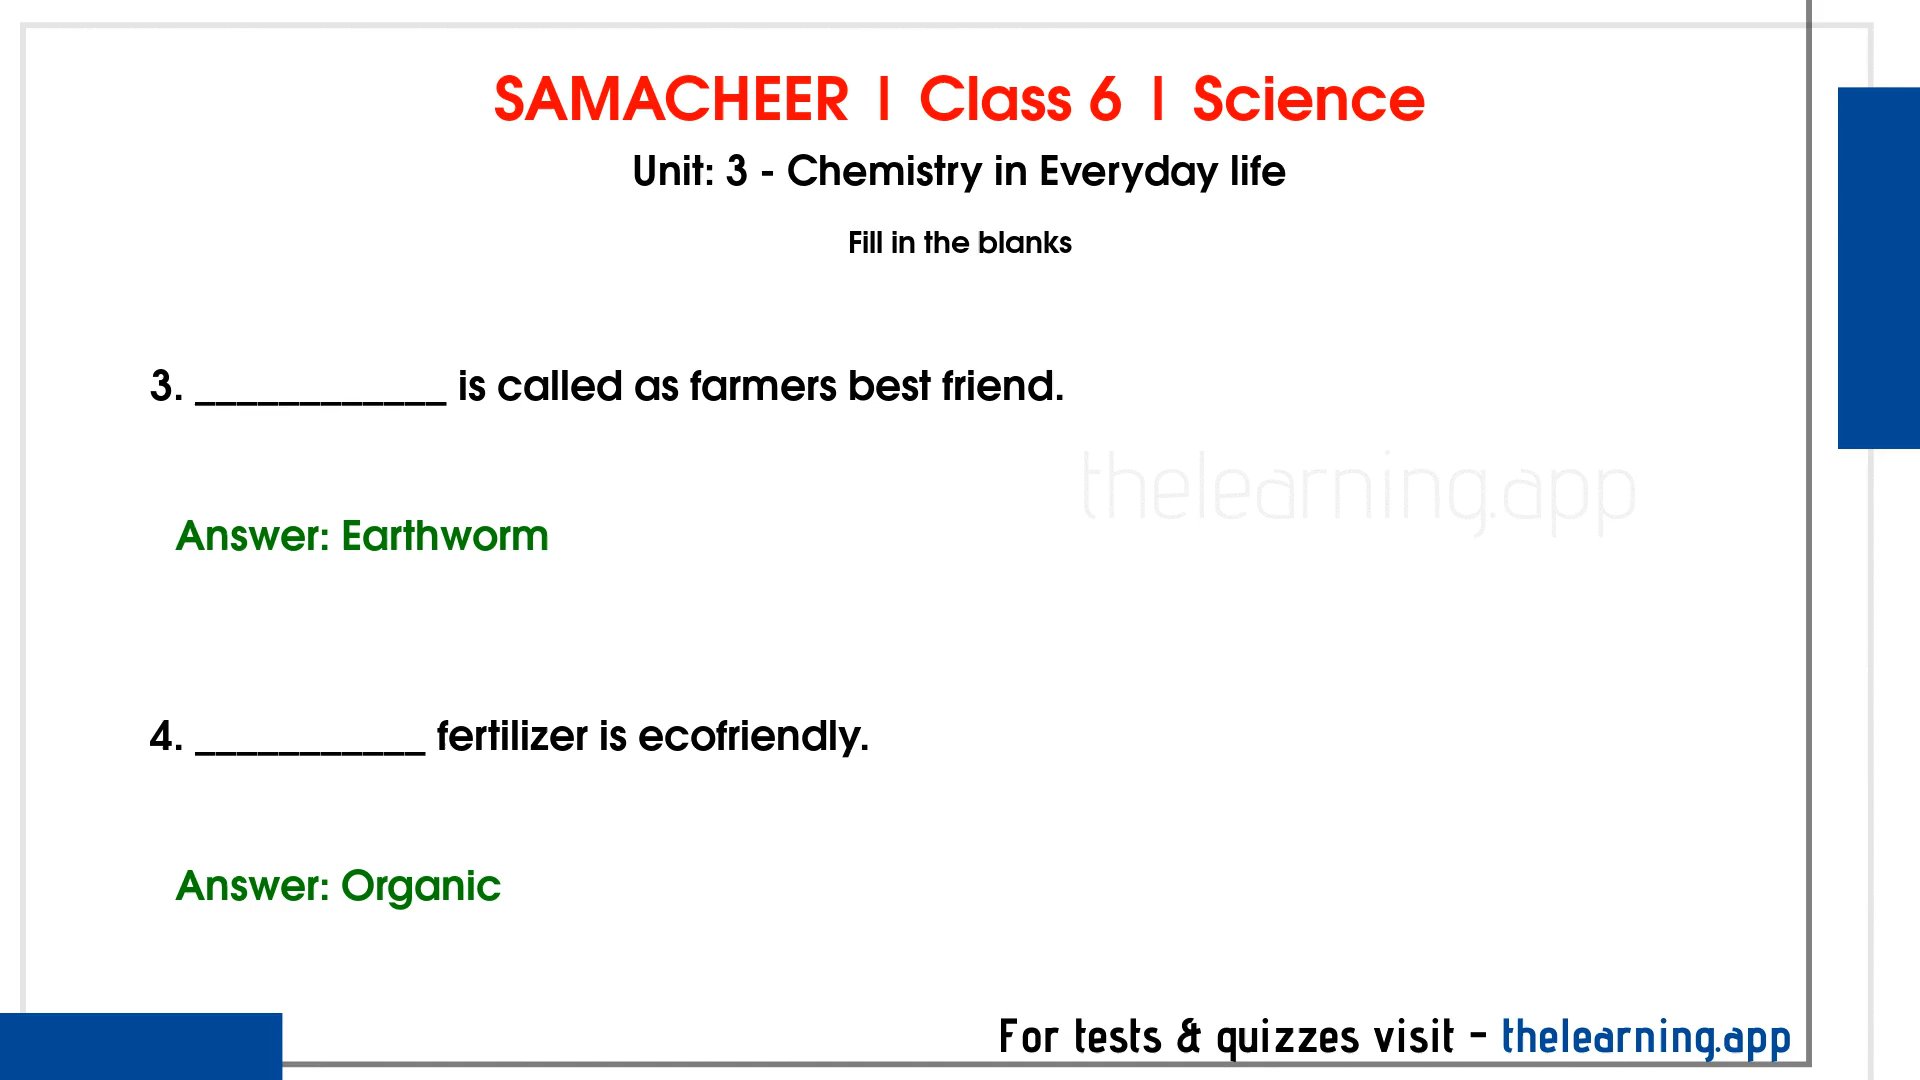 SAMACHEER | Class 6 | Science
Unit: 3 - Chemistry in Everyday life
Fill in the blanks
3. ____________ is called as farmers best friend.
thelearning.app
Answer: Earthworm
4. ___________ fertilizer is ecofriendly.
Answer: Organic
For tests & quizzes visit - thelearning.app